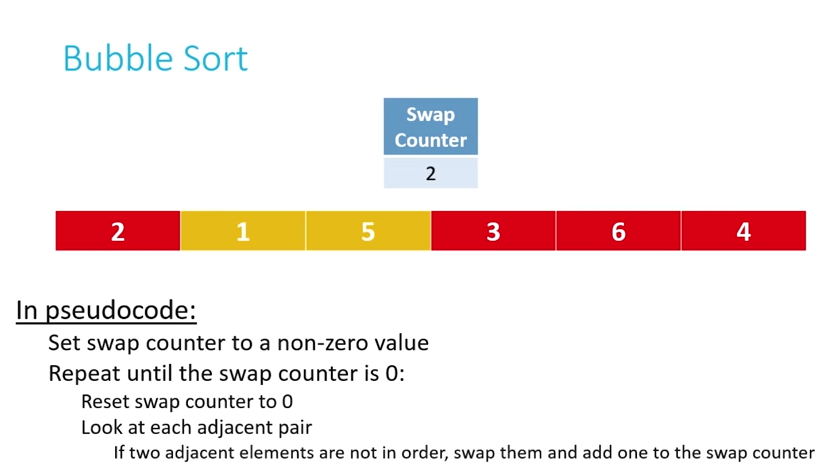 Bubble Sort
Swap
Counter
2
2 1 5 3 6 4
In pseudocode:
Set swap counter to a non-zero value
Repeat until the swap counter is 0:
Reset swap counter to 0
Look at each adjacent pair
If two adjacent elements are not in order, swap them and add one to the swap counter